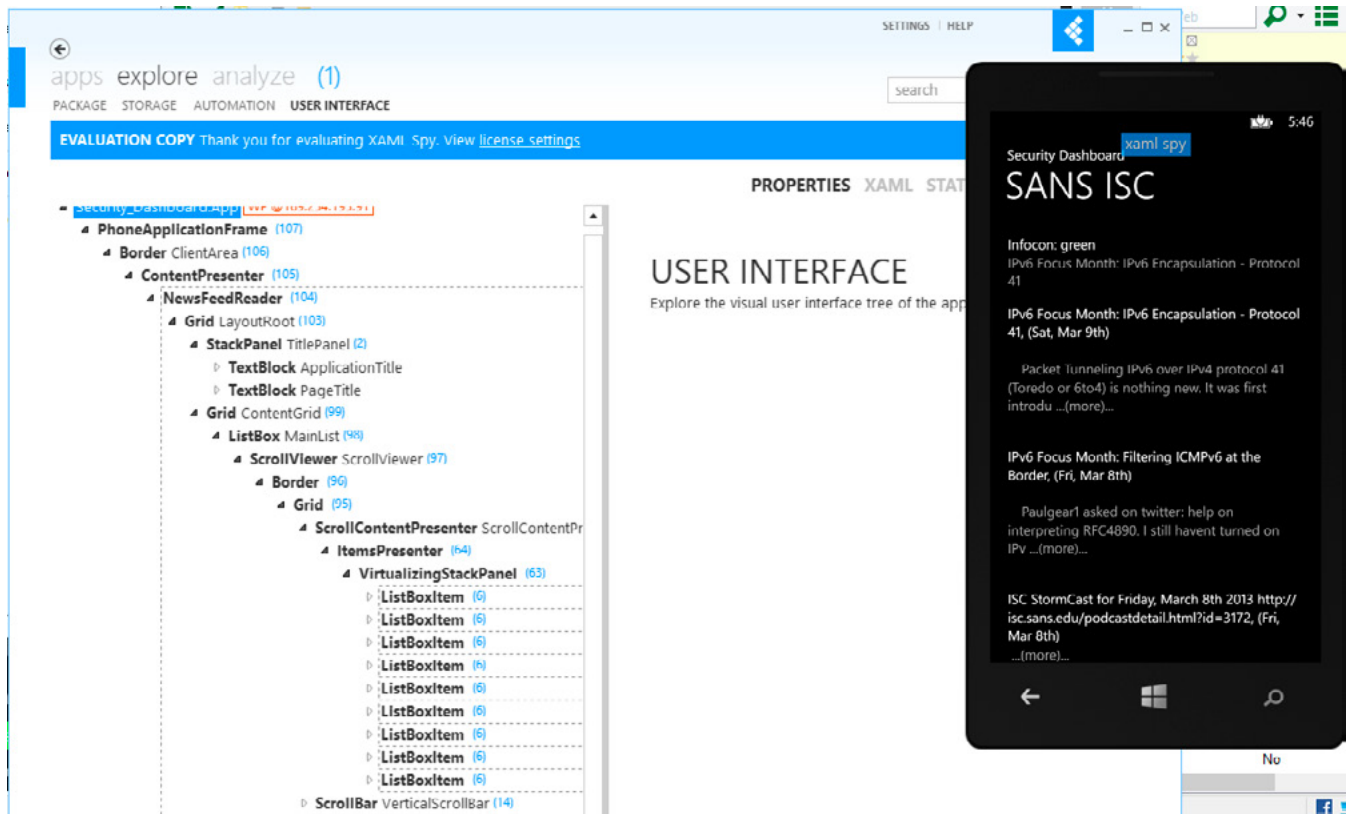 SETTINGS | HELP
apps explore analyze (1)
PACKAGE STORAGE AUTOMATION USER INTERFACE
search
EVALUATION COPY Thank you for evaluating XAML Spy. View license settings
PROPERTIES XAML STAT
Security_Dashboard.App
PhoneApplicationFrame (107)
Border ClientArea (106)
ContentPresenter (105)
NewsFeedReader (104)
Grid LayoutRoot (103)
StackPanel TitlePanel (2)
TextBlock ApplicationTitle
TextBlock PageTitle
Grid ContentGrid (99)
ListBox MainList (98)
ScrollViewer ScrollViewer (97)
Border (96)
Grid (95)
ScrollContentPresenter ScrollContentPr
ItemsPresenter (64)
VirtualizingStackPanel (63)
ListBoxItem (6)
ListBoxItem (6)
ListBoxItem (6)
ListBoxItem (6)
ListBoxItem (6)
ListBoxItem (6)
ListBoxItem (6)
ListBoxItem (6)
ListBoxItem (6)
ScrollBar VerticalScrollBar (14)
USER INTERFACE
Explore the visual user interface tree of the app
5:46
xaml spy
Security Dashboard
SANS ISC
Infocon: green
IPv6 Focus Month: IPv6 Encapsulation - Protocol
41
IPv6 Focus Month: IPv6 Encapsulation - Protocol
41, (Sat, Mar 9th)
Packet Tunneling IPv6 over IPv4 protocol 41
(Toredo or 6to4) is nothing new. It was first
introdu ...(more)...
IPv6 Focus Month: Filtering ICMPv6 at the
Border, (Fri, Mar 8th)
Paulgear1 asked on twitter: help on
interpreting RFC4890. I still havent turned on
IPv ...(more)...
ISC StormCast for Friday, March 8th 2013 http://
isc.sans.edu/podcastdetail.html?id=3172, (Fri,
Mar 8th)
...(more)...
No